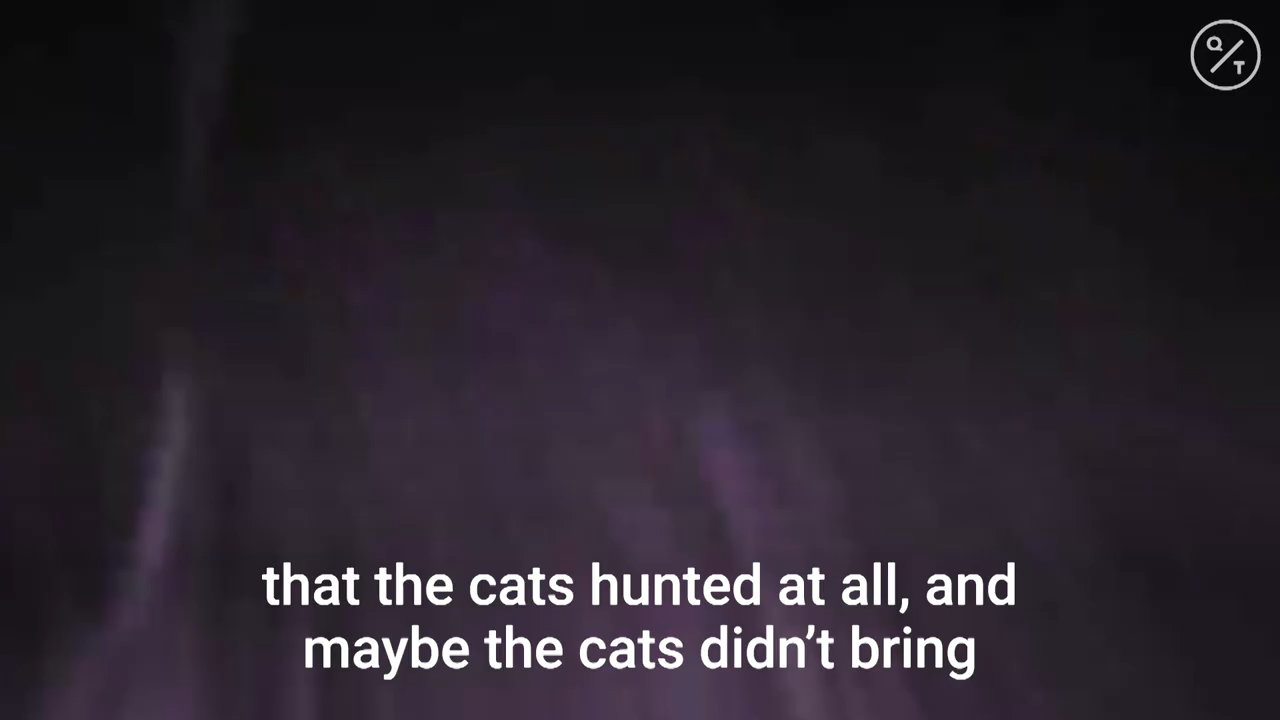 Q/T
that the cats hunted at all, and
maybe the cats didn’t bring